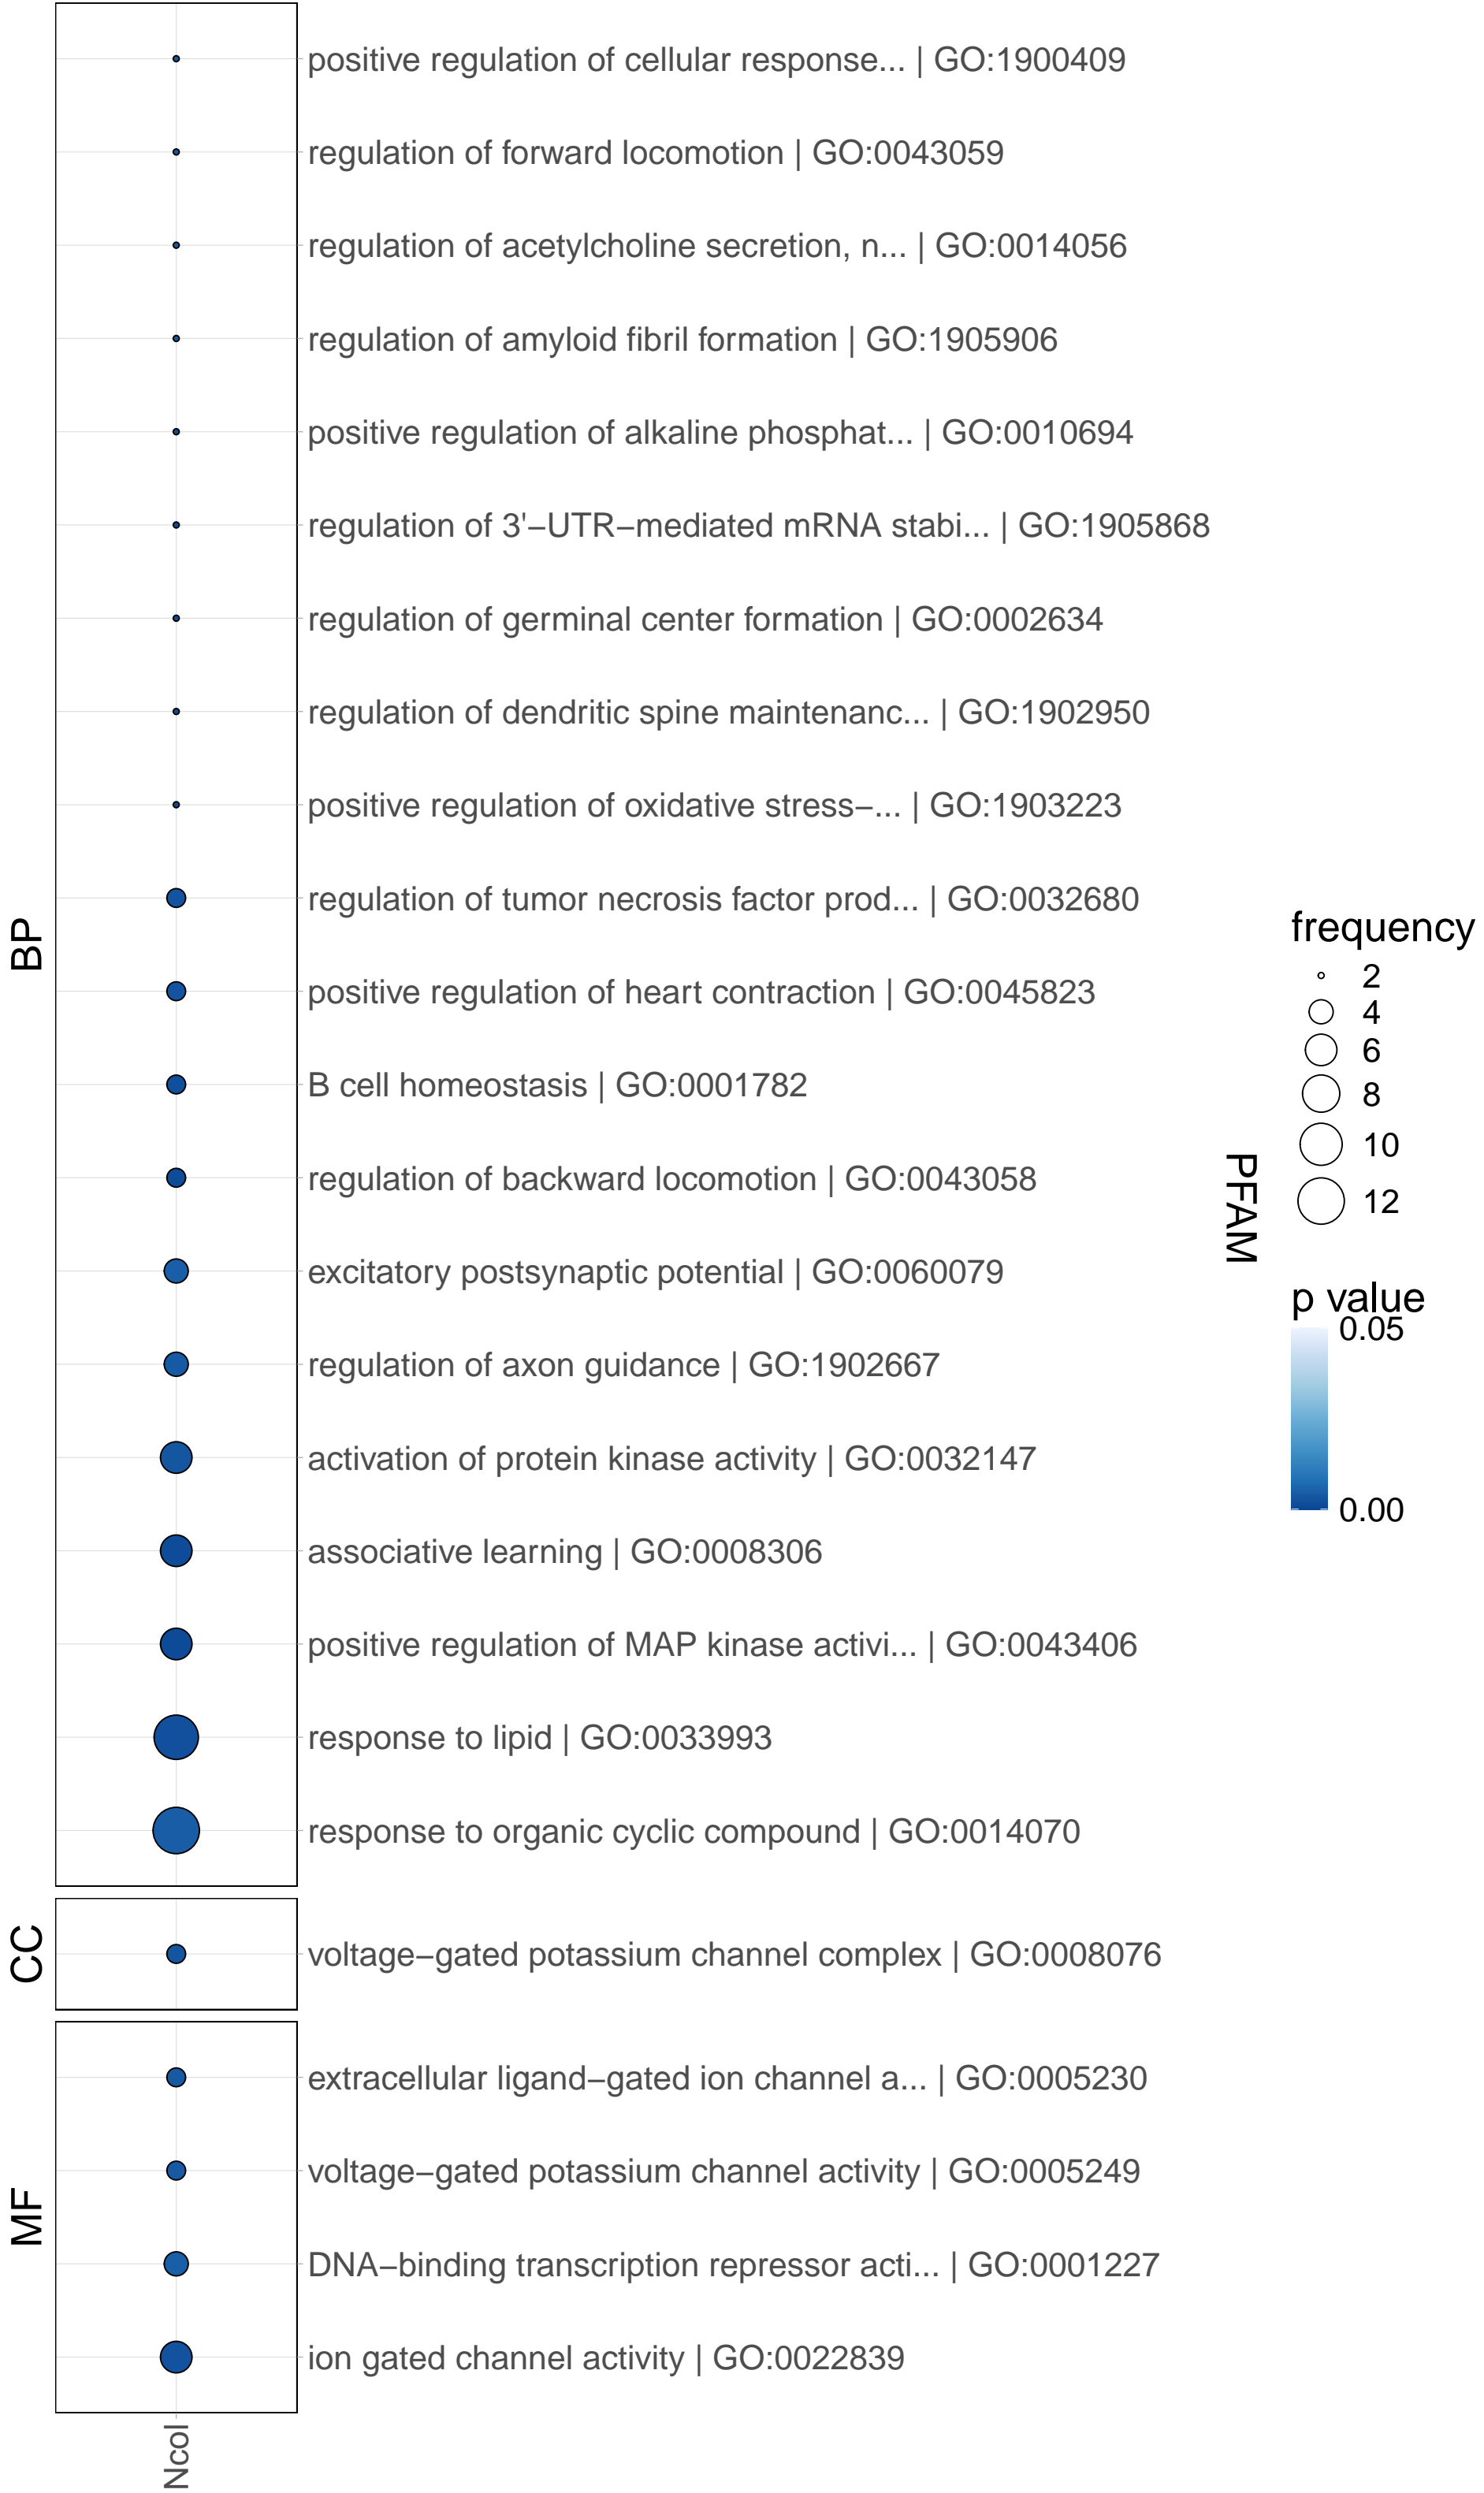 BP
positive regulation of cellular response... | GO:1900409
regulation of forward locomotion | GO:0043059
regulation of acetylcholine secretion, n... | GO:0014056
regulation of amyloid fibril formation | GO:1905906
positive regulation of alkaline phosphat... | GO:0010694
regulation of 3'−UTR−mediated mRNA stabi... | GO:1905868
regulation of germinal center formation | GO:0002634
regulation of dendritic spine maintenanc... | GO:1902950
positive regulation of oxidative stress−... | GO:1903223
regulation of tumor necrosis factor prod... | GO:0032680
positive regulation of heart contraction | GO:0045823
B cell homeostasis | GO:0001782
regulation of backward locomotion | GO:0043058
excitatory postsynaptic potential | GO:0060079
regulation of axon guidance | GO:1902667
activation of protein kinase activity | GO:0032147
associative learning | GO:0008306
positive regulation of MAP kinase activi... | GO:0043406
response to lipid | GO:0033993
response to organic cyclic compound | GO:0014070
CC
voltage−gated potassium channel complex | GO:0008076
MF
extracellular ligand−gated ion channel a... | GO:0005230
voltage−gated potassium channel activity | GO:0005249
DNA−binding transcription repressor acti... | GO:0001227
ion gated channel activity | GO:0022839
Ncol
PFAM
frequency
2
4
6
8
10
12
p value
0.05
0.00